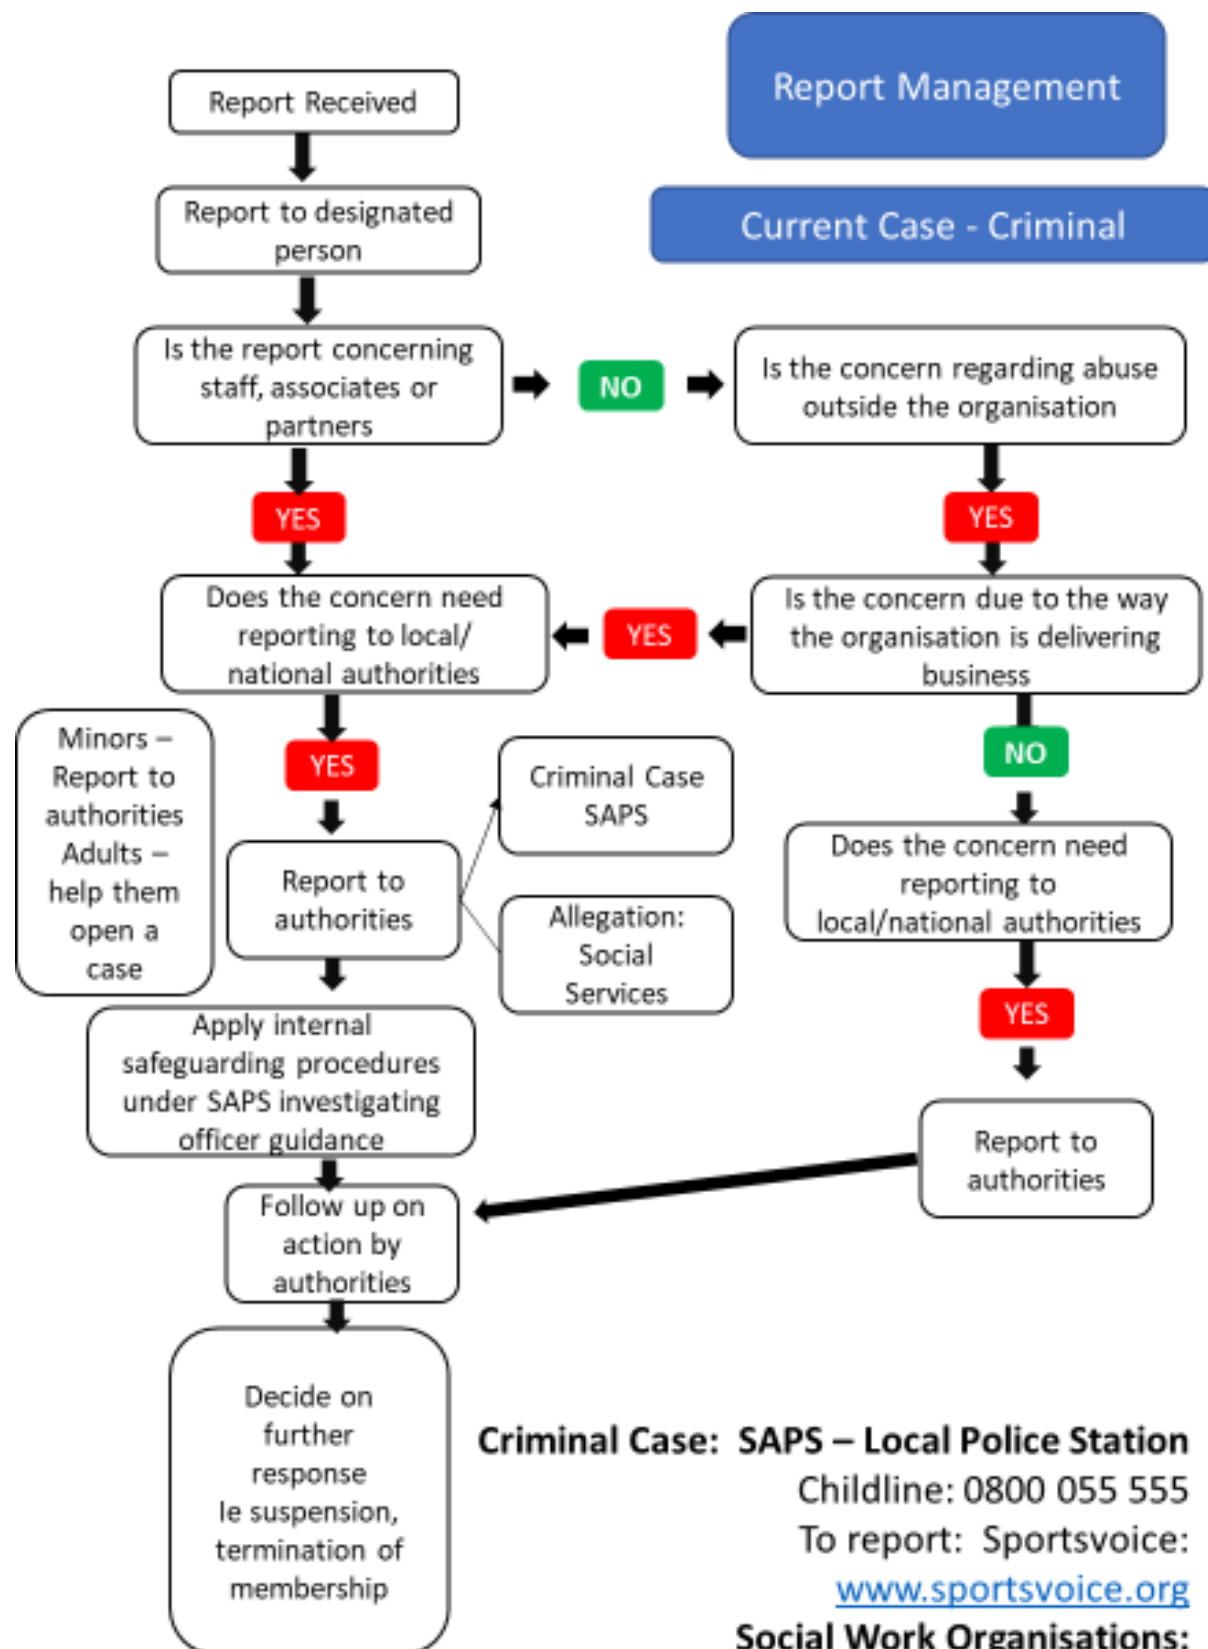 Report Management
Current Case - Criminal
Report Received
Report to designated
person
Is the report concerning
staff, associates or
partners
NO
Is the concern regarding abuse
outside the organisation
YES
YES
Does the concern need
reporting to local/
national authorities
YES
Is the concern due to the way
the organisation is delivering
business
Minors –
Report to
authorities
Adults –
help them
open a
case
YES
Criminal Case
SAPS
NO
Report to
authorities
Allegation:
Social
Services
Does the concern need
reporting to
local/national authorities
YES
Apply internal
safeguarding procedures
under SAPS investigating
officer guidance
Report to
authorities
Follow up on
action by
authorities
Decide on
further
response
Ie suspension,
termination of
membership
Criminal Case: SAPS – Local Police Station
Childline: 0800 055 555
To report: Sportsvoice:
www.sportsvoice.org
Social Work Organisations: